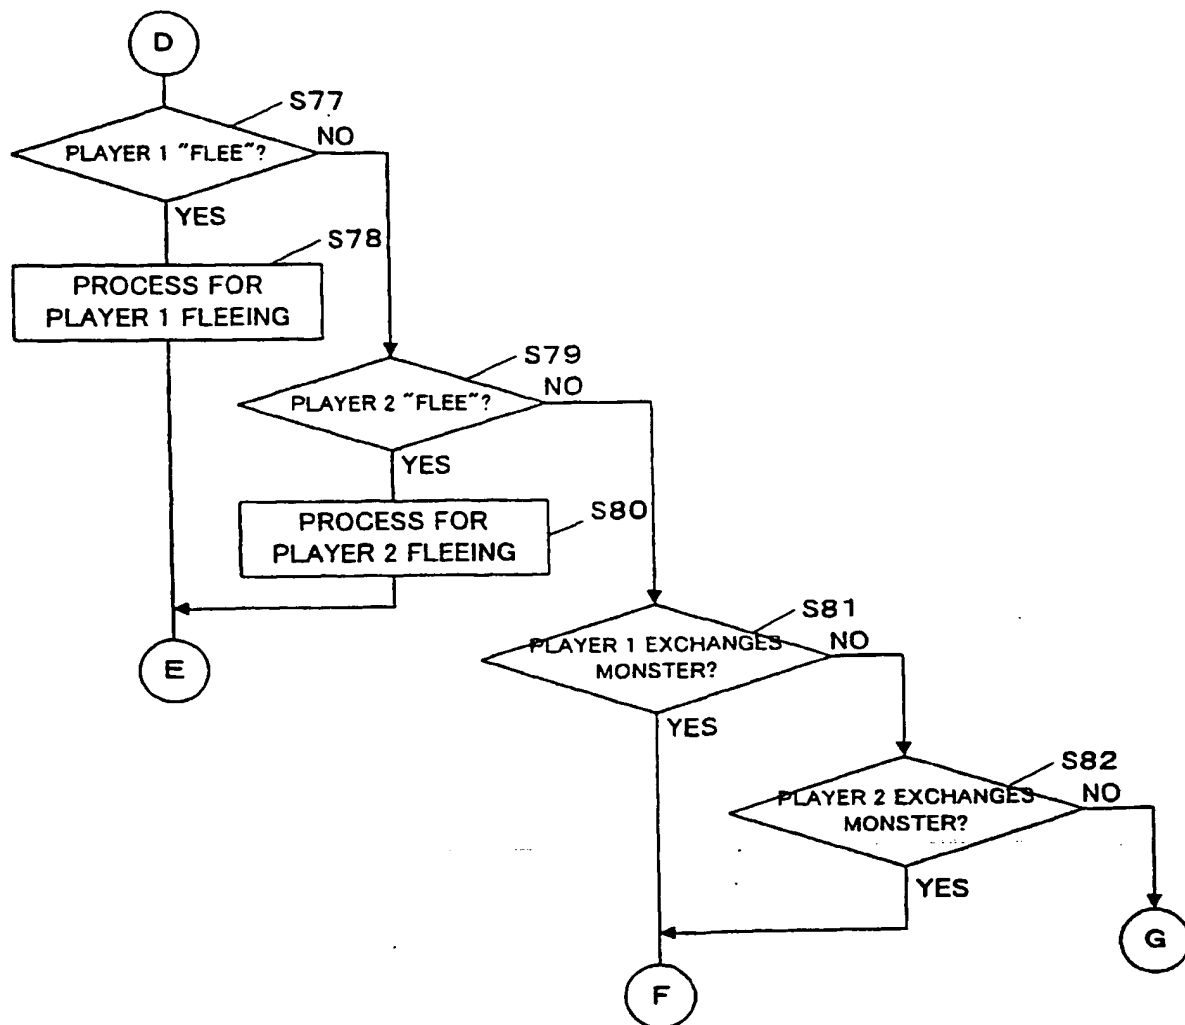 D
S77
PLAYER 1 "FLEE"?
NO
YES
S78
PROCESS FOR
PLAYER 1 FLEEING
S79
PLAYER 2 "FLEE"?
NO
YES
S80
PROCESS FOR
PLAYER 2 FLEEING
E
S81
PLAYER 1 EXCHANGES
MONSTER?
NO
YES
S82
PLAYER 2 EXCHANGES
MONSTER?
NO
YES
G
F